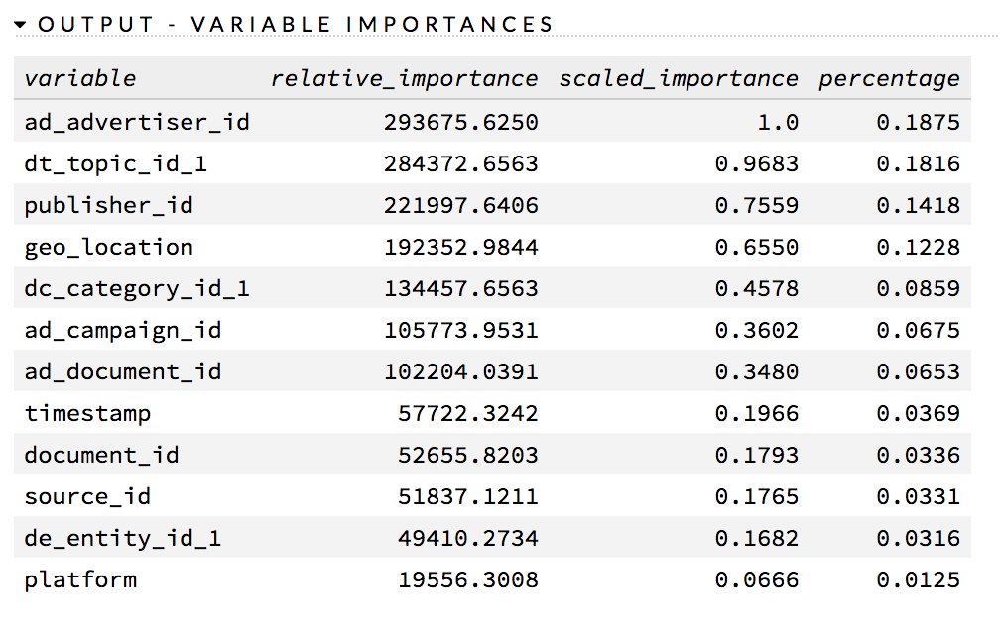 OUTPUT - VARIABLE IMPORTANCES
variable relative_importance scaled_importance percentage
ad_advertiser_id 293675.6250 1.0 0.1875
dt_topic_id_1 284372.6563 0.9683 0.1816
publisher_id 221997.6406 0.7559 0.1418
geo_location 192352.9844 0.6550 0.1228
dc_category_id_1 134457.6563 0.4578 0.0859
ad_campaign_id 105773.9531 0.3602 0.0675
ad_document_id 102204.0391 0.3480 0.0653
timestamp 57722.3242 0.1966 0.0369
document_id 52655.8203 0.1793 0.0336
source_id 51837.1211 0.1765 0.0331
de_entity_id_1 49410.2734 0.1682 0.0316
platform 19556.3008 0.0666 0.0125